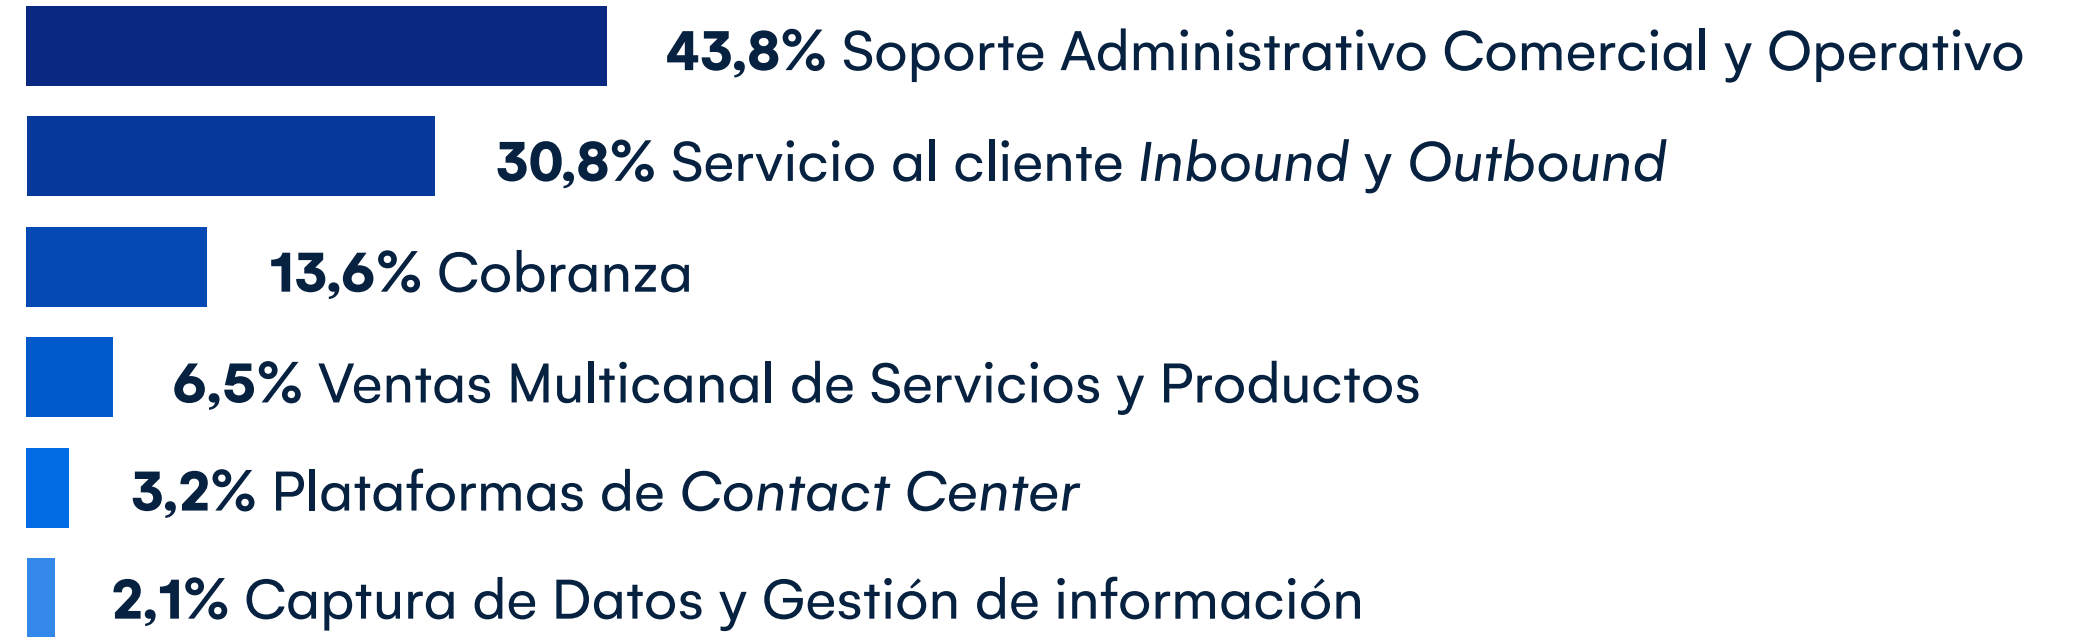 43,8% Soporte Administrativo Comercial y Operativo
30,8% Servicio al cliente Inbound y Outbound
13,6% Cobranza
6,5% Ventas Multicanal de Servicios y Productos
3,2% Plataformas de Contact Center
2,1% Captura de Datos y Gestión de información